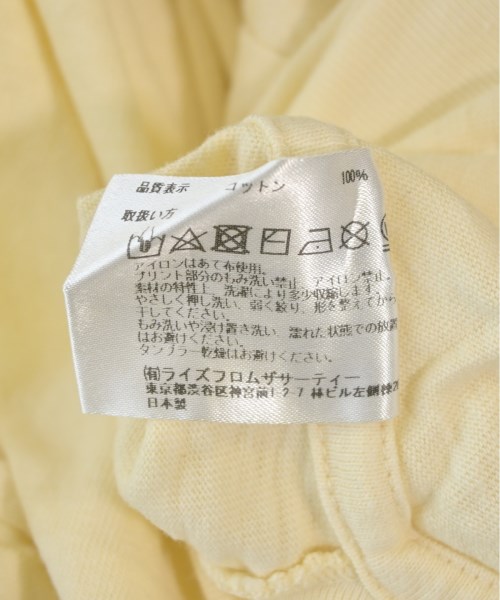 品質表示 コットン 100%
取扱い方
アイロンはあて布使用。
プリント部分のもみ洗い禁止、アイロン禁止。
素材の特性上、洗濯により多少収縮します。
やさしく押し洗い、弱く絞り、形を整えてから
干してください。
もみ洗いや浸け置き洗い、濡れた状態での放置
はお避けください。
タンブラー乾燥はお避けください。
(有)ライズフロムザサーティー
東京都渋谷区神宮前1-2-7 林ビル左側
日本製